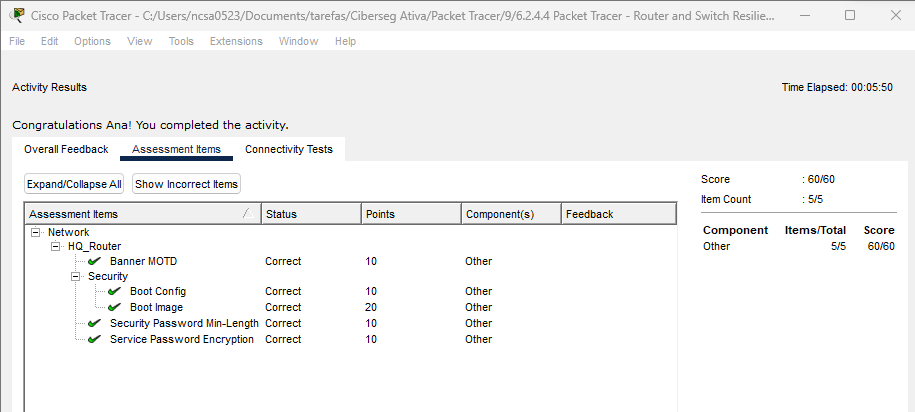 Cisco Packet Tracer - C:/Users/ncsa0523/Documents/tarefas/Ciberseg Ativa/Packet Tracer/9/6.2.4.4 Packet Tracer - Router and Switch Resilie...
File Edit Options View Tools Extensions Window Help
Activity Results
Time Elapsed: 00:05:50
Congratulations Ana! You completed the activity.
Overall Feedback Assessment Items Connectivity Tests
Expand/Collapse All Show Incorrect Items
Assessment Items Status Points Component(s) Feedback
Network
HQ_Router
Banner MOTD Correct 10 Other
Security
Boot Config Correct 10 Other
Boot Image Correct 20 Other
Security Password Min-Length Correct 10 Other
Service Password Encryption Correct 10 Other
Score : 60/60
Item Count : 5/5
Component Items/Total Score
Other 5/5 60/60